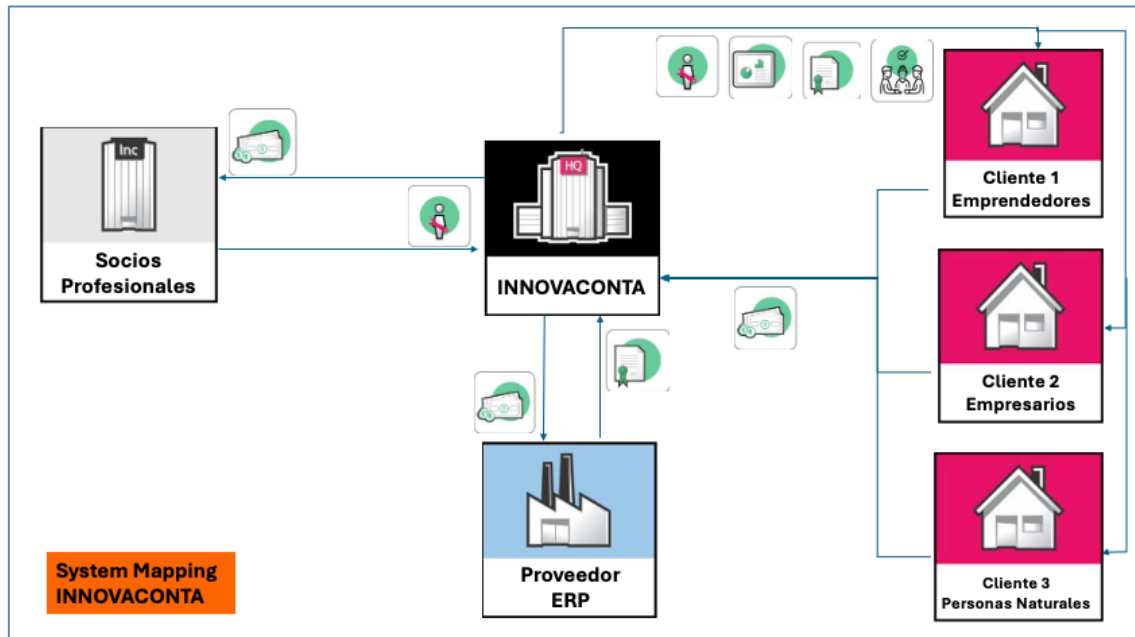 Inc
Socios
Profesionales
HQ
INNOVACONTA
Cliente 1
Emprendedores
Cliente 2
Empresarios
Cliente 3
Personas Naturales
Proveedor
ERP
System Mapping
INNOVACONTA